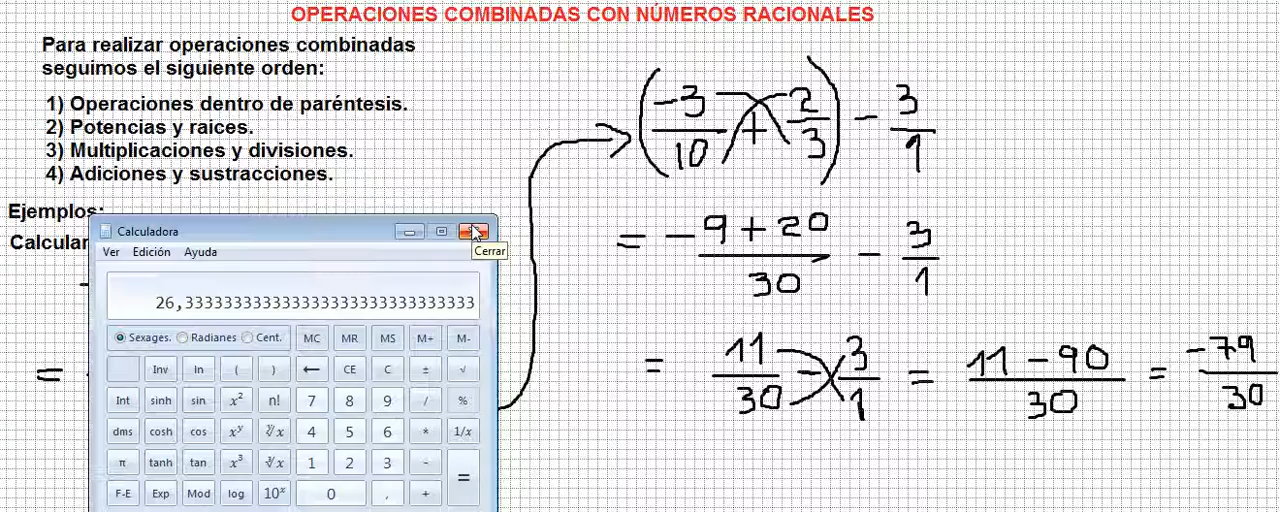 OPERACIONES COMBINADAS CON NÚMEROS RACIONALES
Para realizar operaciones combinadas
seguimos el siguiente orden:
1) Operaciones dentro de paréntesis.
2) Potencias y raices.
3) Multiplicaciones y divisiones.
4) Adiciones y sustracciones.
Ejemplos:
Calcular
=
Calculadora
Cerrar
Ver Edición Ayuda
26,333333333333333333333333333333
Sexages. Radianes Cent. MC MR MS M+ M-
Inv ln ( ) ← CE C ± √
Int sinh sin x² n! 7 8 9 / %
dms cosh cos xʸ ʸ√x 4 5 6 * 1/x
π tanh tan x³ ³√x 1 2 3 - =
F-E Exp Mod log 10ˣ 0 , +
(-3/10 + 2/3) - 3/1
= -9+20/30 - 3/1
= 11/30 - 3/1 = 11-90/30 = -79/30